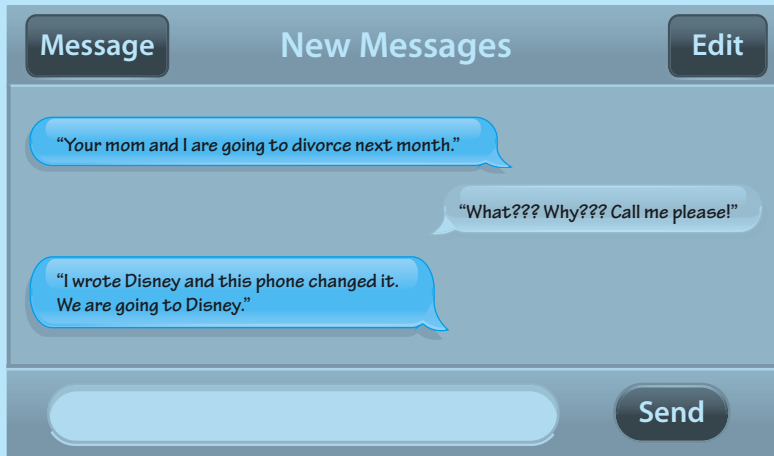 Message
New Messages
Edit
“Your mom and I are going to divorce next month.”
“What??? Why??? Call me please!”
“I wrote Disney and this phone changed it.
We are going to Disney.”
Send